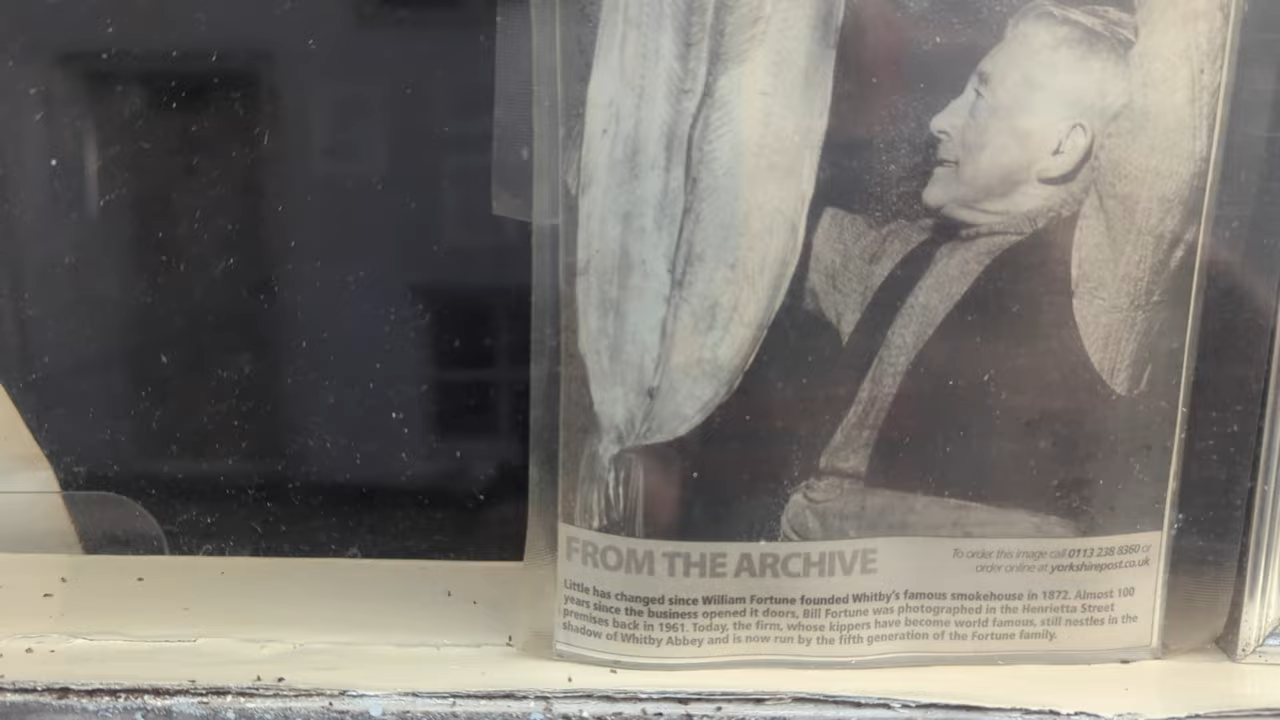 FROM THE ARCHIVE
To order this image call 0113 238 8360 or
order online at yorkshirepost.co.uk
Little has changed since William Fortune founded Whitby's famous smokehouse in 1872. Almost 100
years since the business opened it doors, Bill Fortune was photographed in the Henrietta Street
premises back in 1961. Today, the firm, whose kippers have become world famous, still nestles in the
shadow of Whitby Abbey and is now run by the fifth generation of the Fortune family.